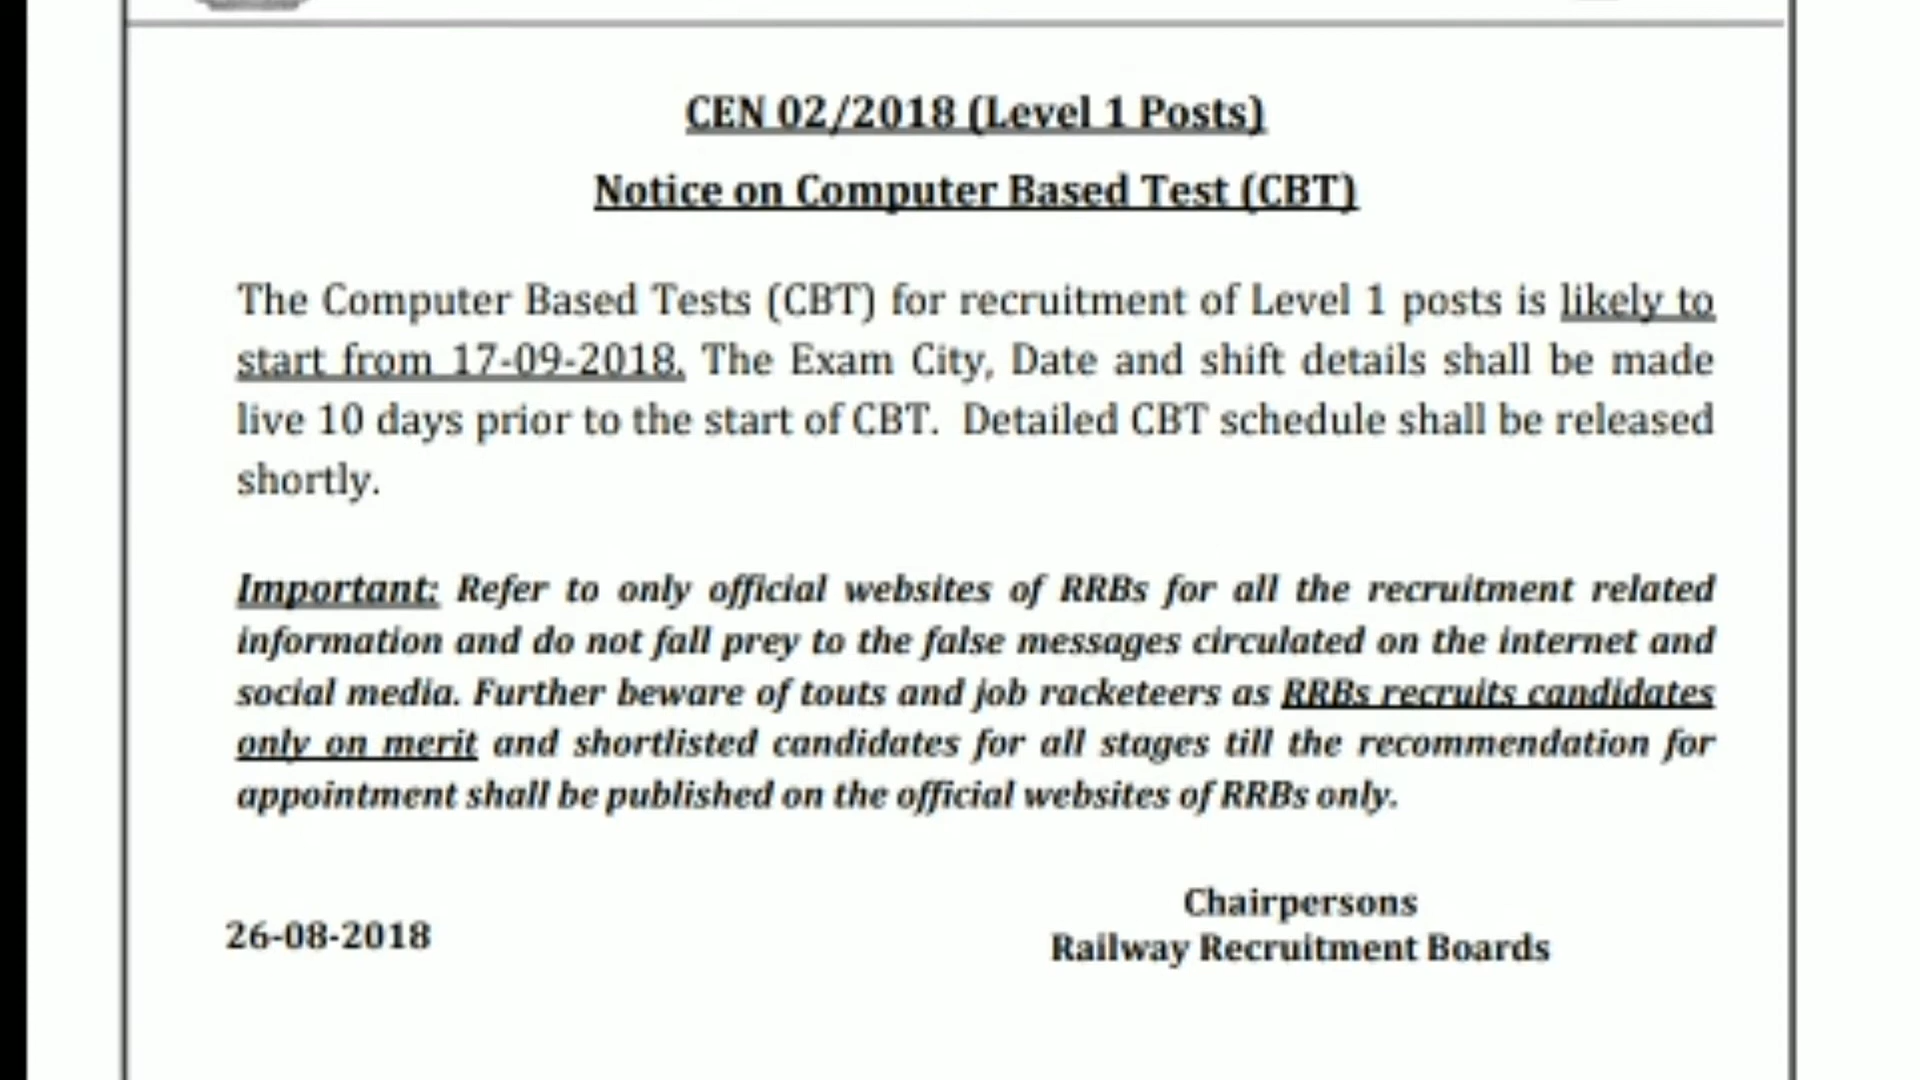 CEN 02/2018 (Level 1 Posts)
Notice on Computer Based Test (CBT)
The Computer Based Tests (CBT) for recruitment of Level 1 posts is likely to
start from 17-09-2018. The Exam City, Date and shift details shall be made
live 10 days prior to the start of CBT. Detailed CBT schedule shall be released
shortly.
Important: Refer to only official websites of RRBs for all the recruitment related
information and do not fall prey to the false messages circulated on the internet and
social media. Further beware of touts and job racketeers as RRBs recruits candidates
only on merit and shortlisted candidates for all stages till the recommendation for
appointment shall be published on the official websites of RRBs only.
Chairpersons
26-08-2018
Railway Recruitment Boards